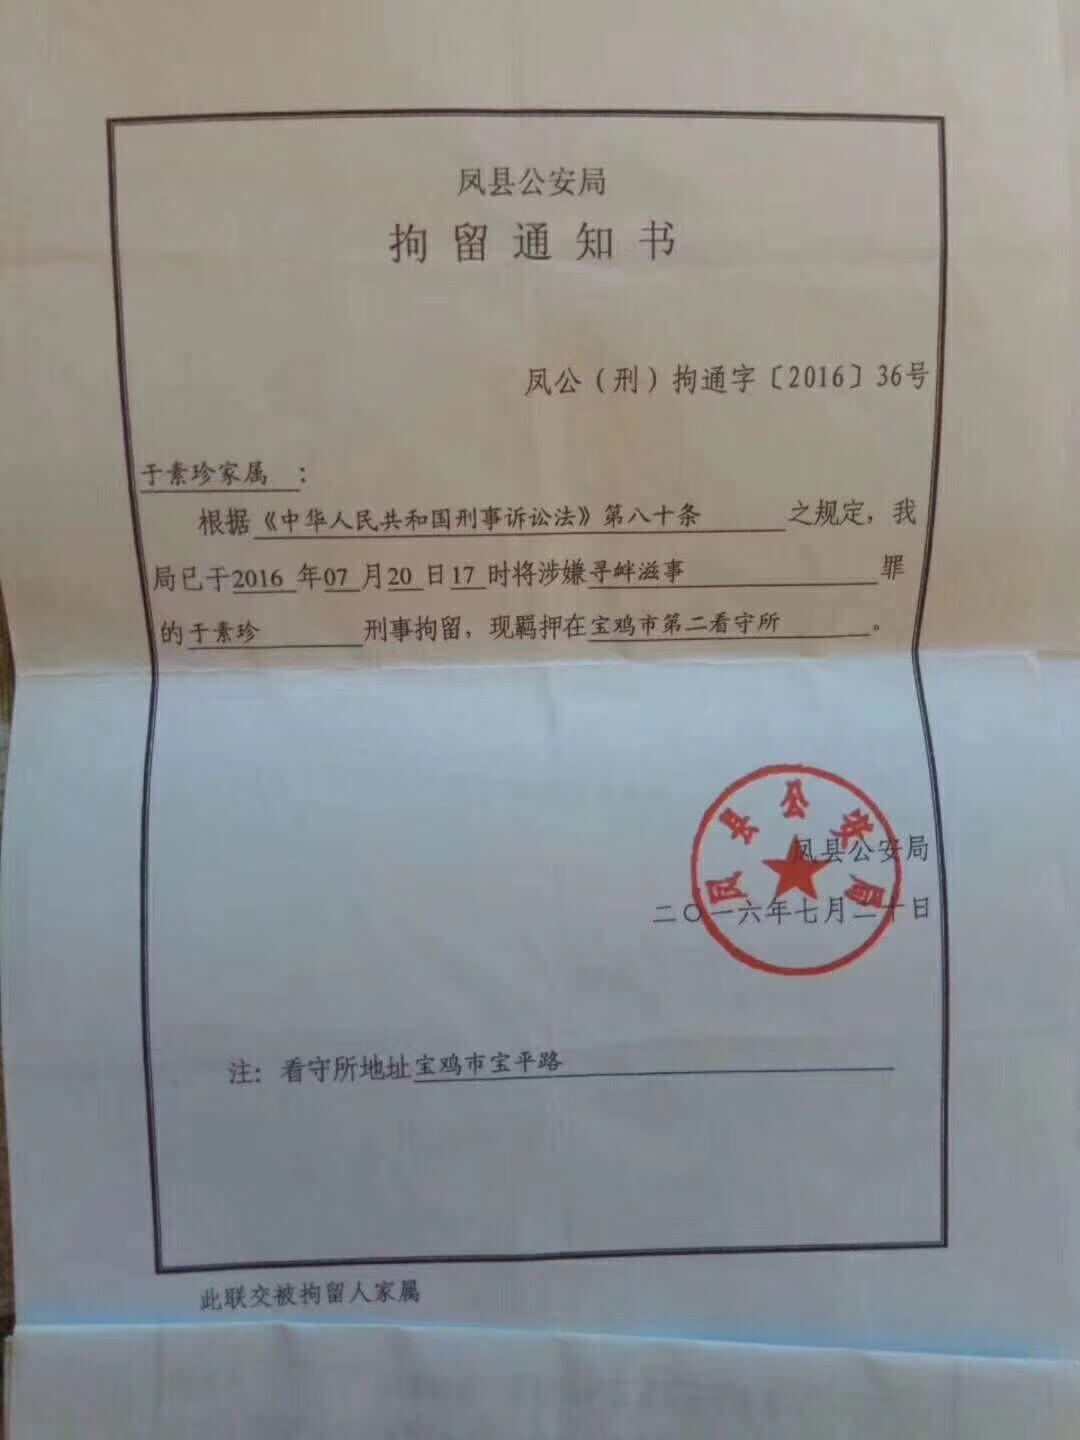 凤县公安局
拘留通知书
凤公（刑）拘通字〔2016〕36号
于素珍家属：
根据《中华人民共和国刑事诉讼法》第八十条之规定，我
局已于2016年07月20日17时将涉嫌寻衅滋事罪
的于素珍刑事拘留，现羁押在宝鸡市第二看守所。
凤县公安局
凤县公安局
二〇一六年七月二十日
注：看守所地址宝鸡市宝平路
此联交被拘留人家属